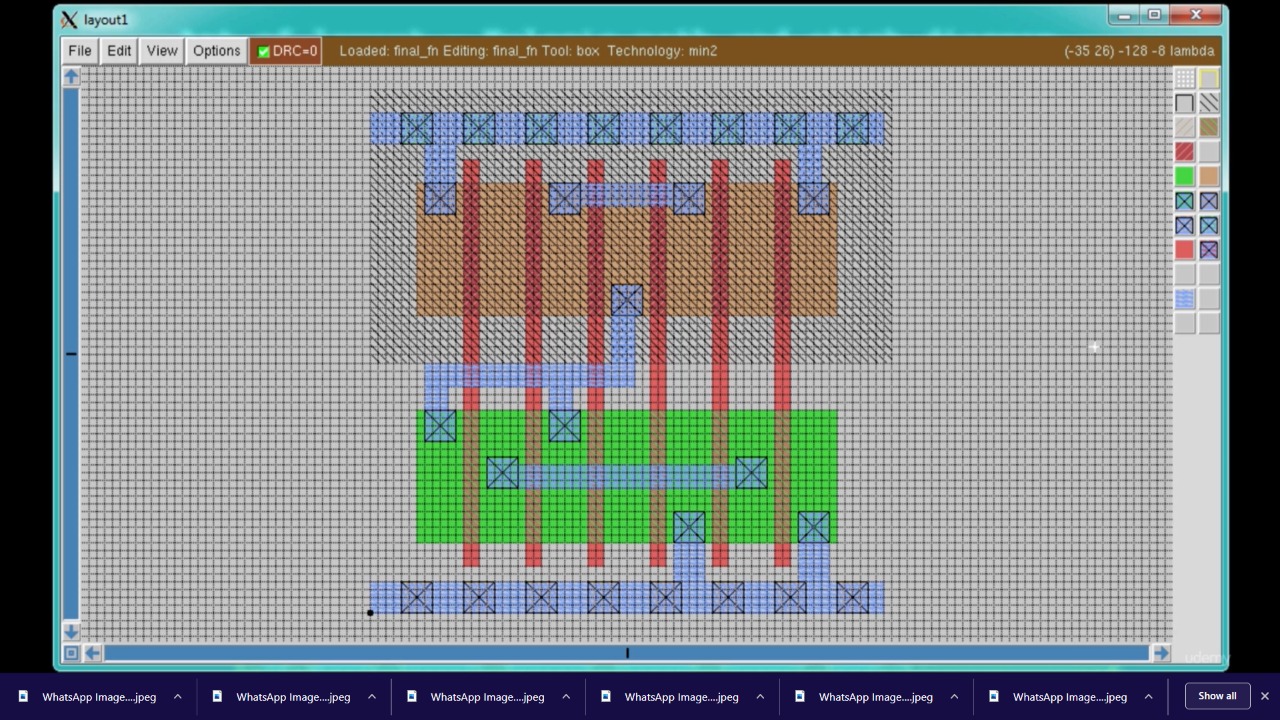 layout1
File Edit View Options DRC=0 Loaded: final_fn Editing: final_fn Tool: box Technology: min2 (-35 26) -128 -8 lambda
udemy
WhatsApp Image....jpeg WhatsApp Image....jpeg WhatsApp Image....jpeg WhatsApp Image....jpeg WhatsApp Image....jpeg WhatsApp Image....jpeg Show all